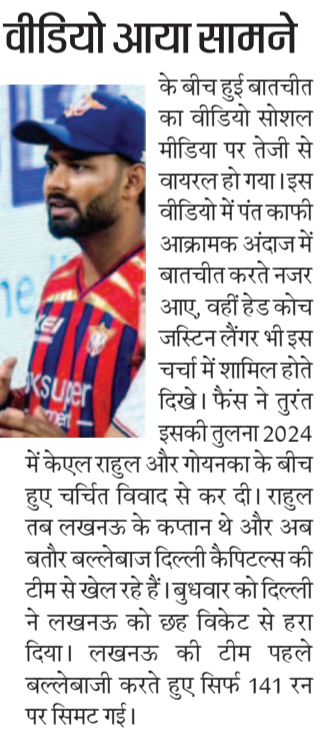 वीडियो आया सामने
के बीच हुई बातचीत
का वीडियो सोशल
मीडिया पर तेजी से
वायरल हो गया।इस
वीडियो में पंत काफी
आक्रामक अंदाज में
बातचीत करते नजर
आए, वहीं हेड कोच
जस्टिन लैंगर भी इस
चर्चा में शामिल होते
दिखे। फैंस ने तुरंत
इसकी तुलना 2024
में केएल राहुल और गोयनका के बीच
हुए चर्चित विवाद से कर दी। राहुल
तब लखनऊ के कप्तान थे और अब
बतौर बल्लेबाज दिल्ली कैपिटल्स की
टीम से खेल रहे हैं।बुधवार को दिल्ली
ने लखनऊ को छह विकेट से हरा
दिया। लखनऊ की टीम पहले
बल्लेबाजी करते हुए सिर्फ 141 रन
पर सिमट गई।
KEI